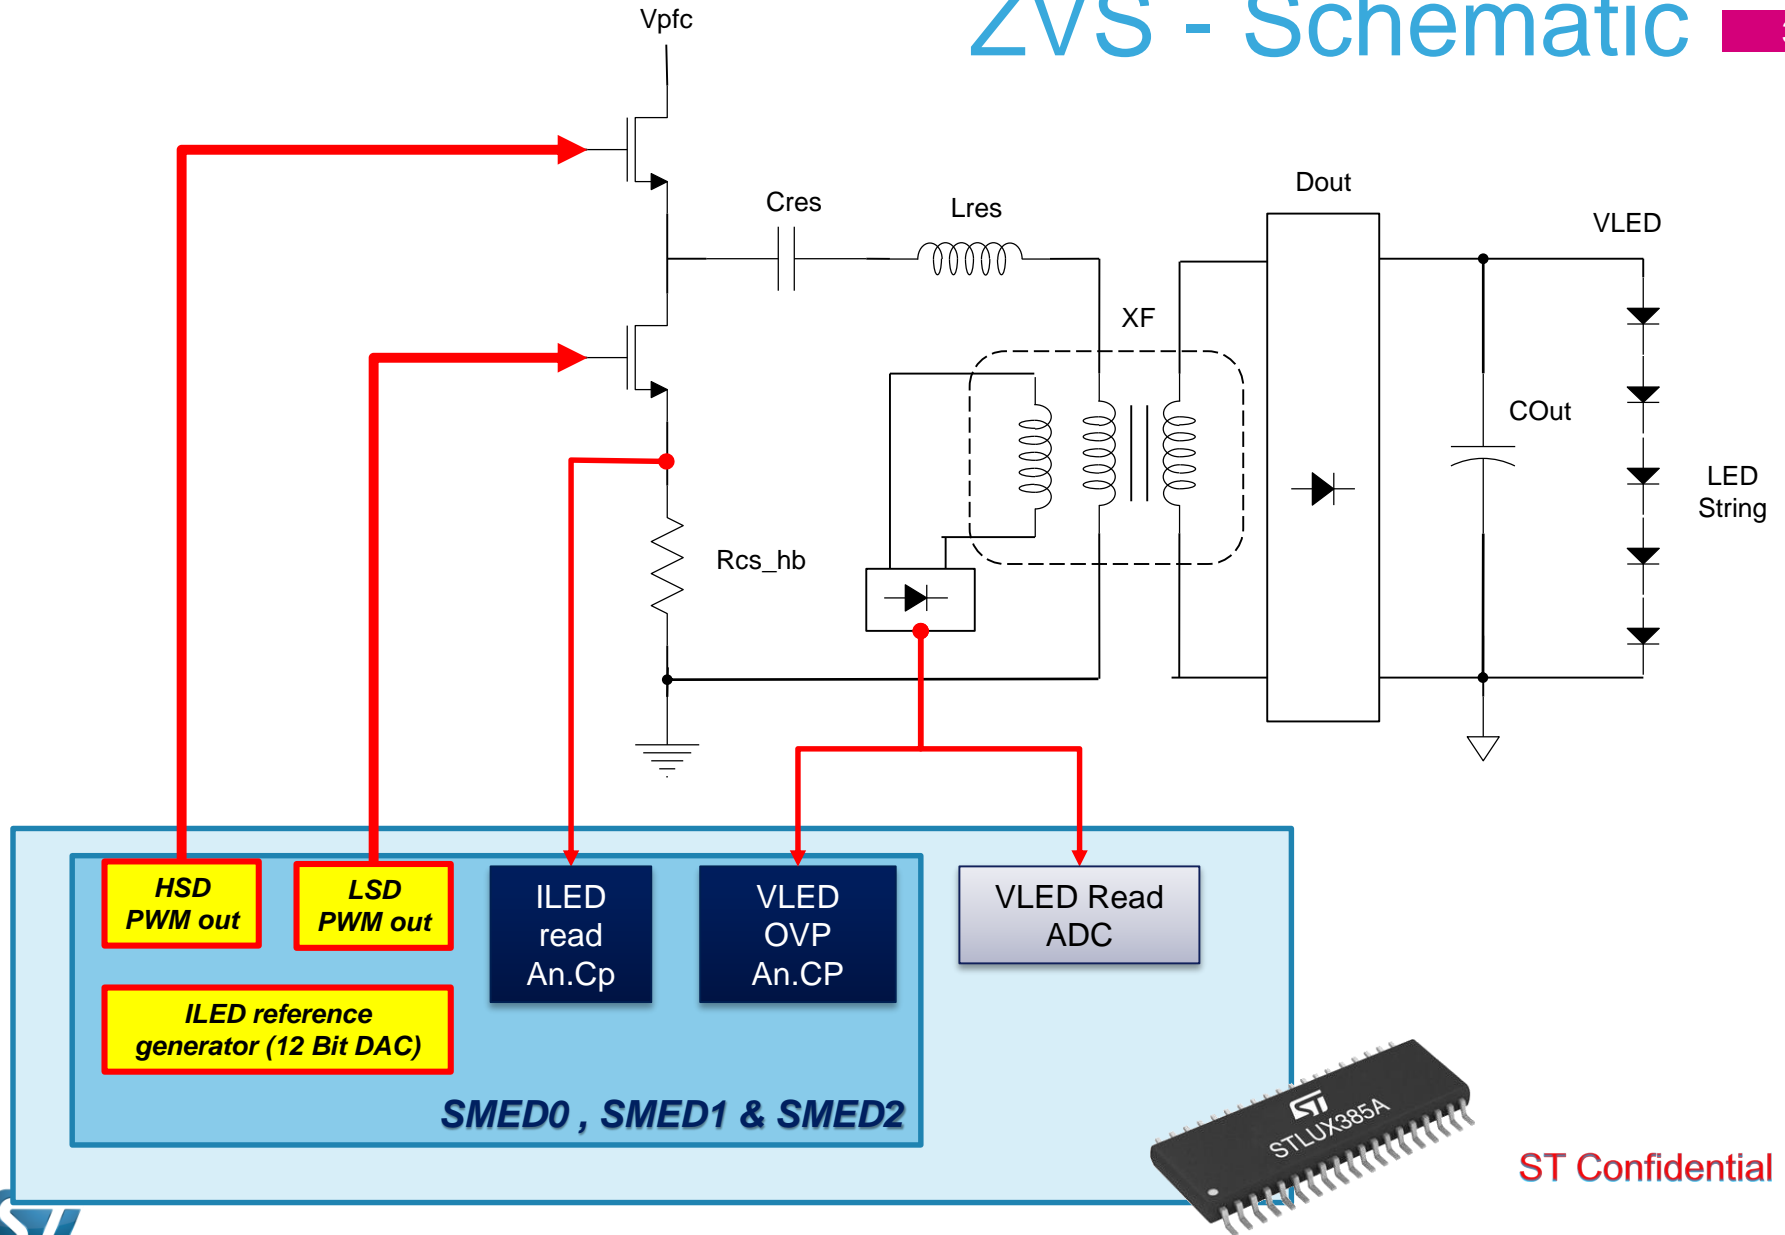 ZVS - Schematic
Vpfc
Cres
Lres
Dout
VLED
XF
COut
LED
String
Rcs_hb
HSD
PWM out
LSD
PWM out
ILED
read
An.Cp
VLED
OVP
An.CP
VLED Read
ADC
ILED reference
generator (12 Bit DAC)
SMED0 , SMED1 & SMED2
ST
STLUX385A
ST Confidential
ST